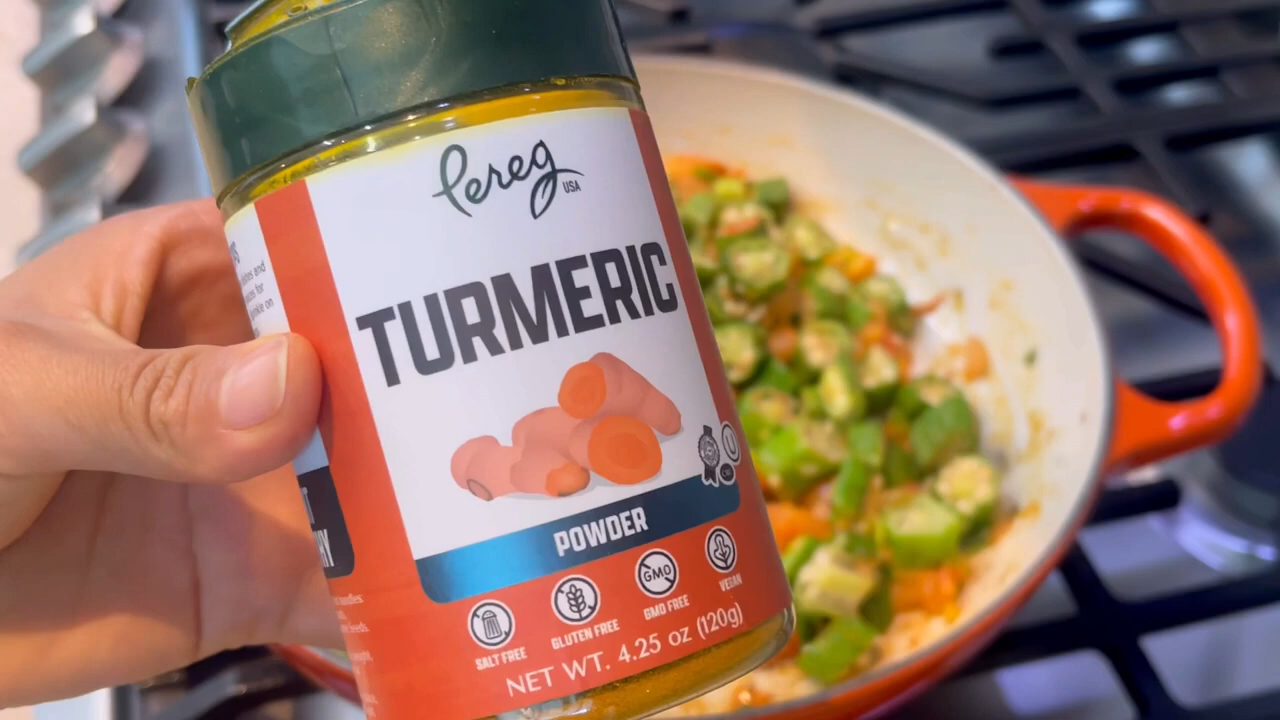 Pereg
USA
TURMERIC
POWDER
GMO
SALT FREE
GLUTEN FREE
GMO FREE
VEGAN
NET WT. 4.25 oz (120g)